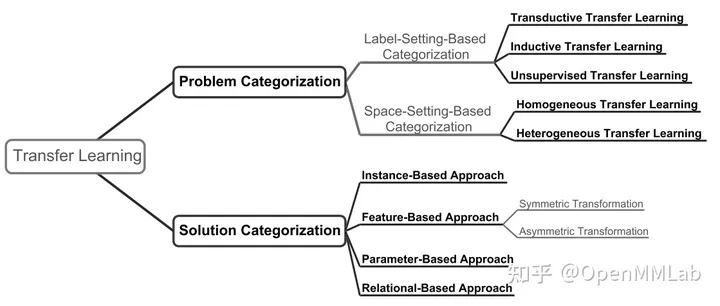 Transfer Learning
Problem Categorization
Label-Setting-Based
Categorization
Transductive Transfer Learning
Inductive Transfer Learning
Unsupervised Transfer Learning
Space-Setting-Based
Categorization
Homogeneous Transfer Learning
Heterogeneous Transfer Learning
Solution Categorization
Instance-Based Approach
Feature-Based Approach
Symmetric Transformation
Asymmetric Transformation
Parameter-Based Approach
Relational-Based Approach
知乎 @OpenMMLab